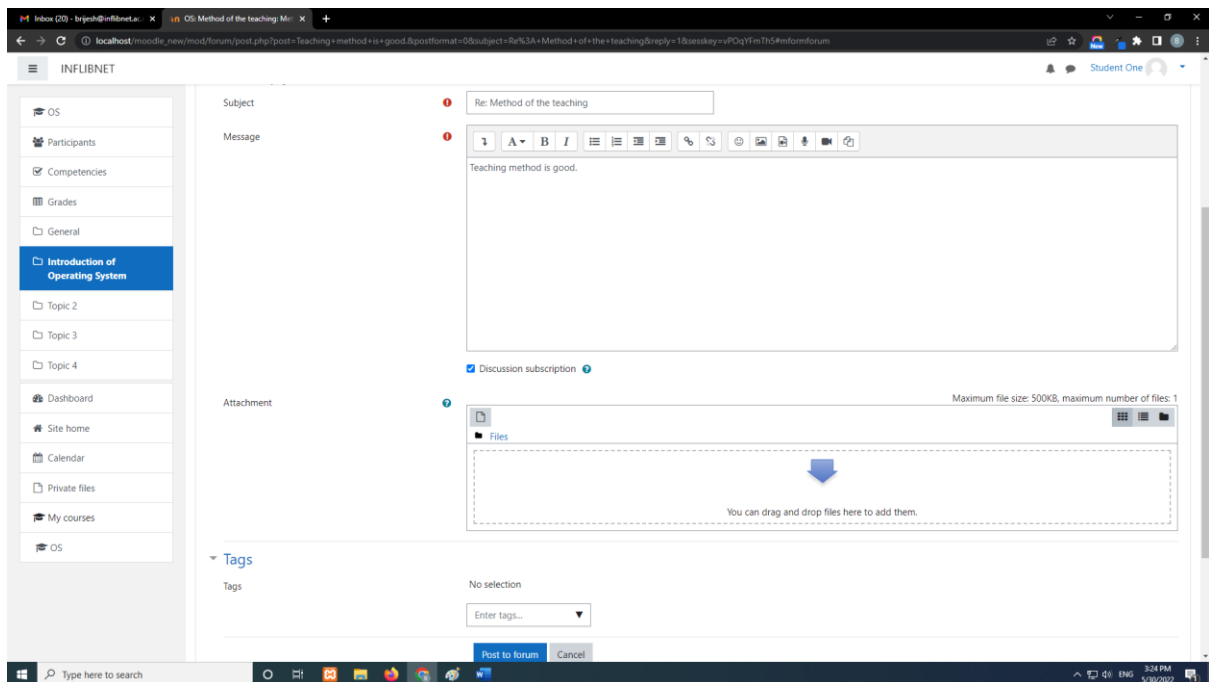 Inbox (20) - brijesh@inflibnet.ac.
OS: Method of the teaching: Met
localhost/moodle_new/mod/forum/post.php?post=Teaching+method+is+good.&postformat=0&subject=Re%3A+Method+of+the+teaching&reply=1&sesskey=vPOqYFmTh5#mformforum
New
B
INFLIBNET
Student One
OS
Participants
Competencies
Grades
General
Introduction of
Operating System
Topic 2
Topic 3
Topic 4
Dashboard
Site home
Calendar
Private files
My courses
OS
Subject
Re: Method of the teaching
Message
A B I
Teaching method is good.
Discussion subscription
Attachment
Maximum file size: 500KB, maximum number of files: 1
Files
You can drag and drop files here to add them.
Tags
Tags
No selection
Enter tags...
Post to forum Cancel
Type here to search
ENG
3:24 PM
5/30/2022